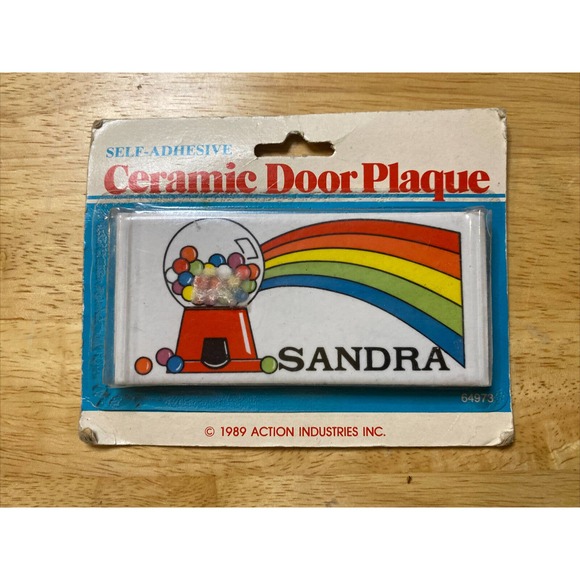 SELF-ADHESIVE
Ceramic Door Plaque
SANDRA
64973
© 1989 ACTION INDUSTRIES INC.